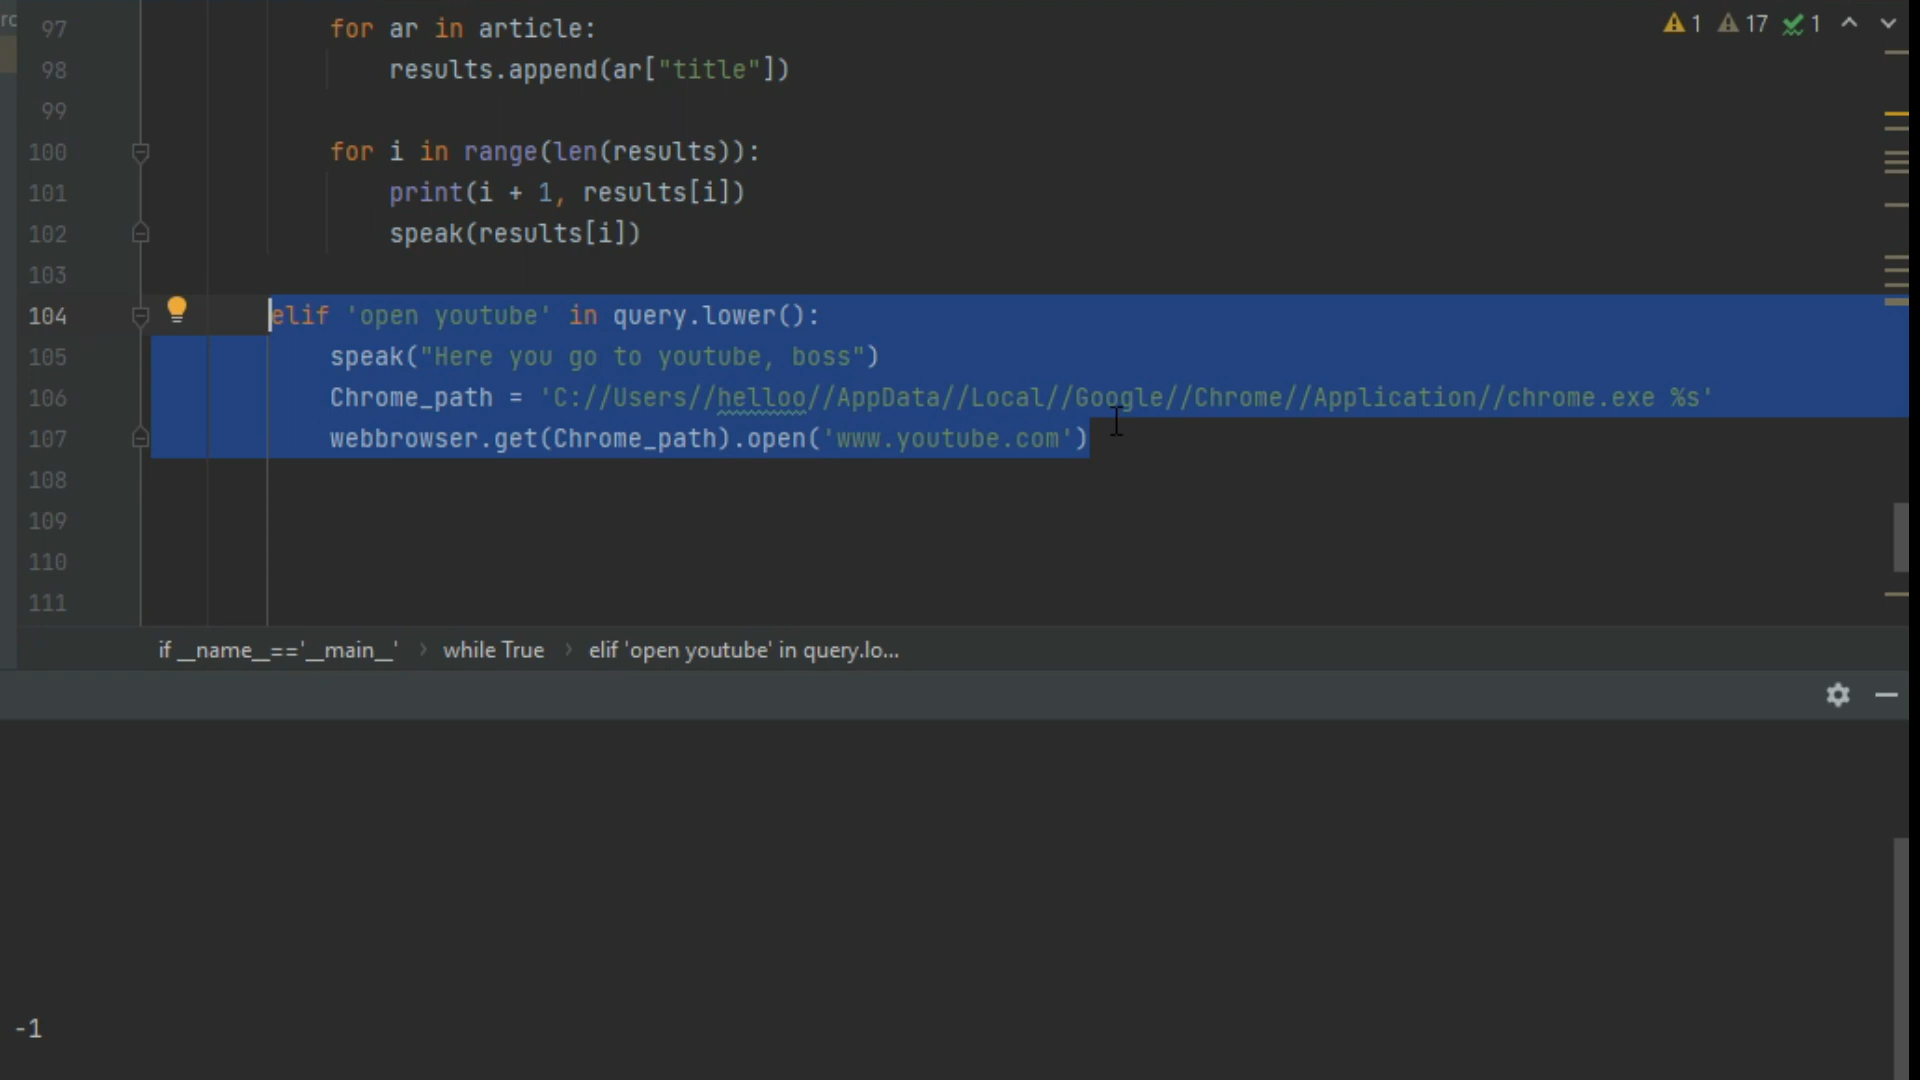 rc
97 for ar in article:
98 results.append(ar["title"])
99
100 for i in range(len(results)):
101 print(i + 1, results[i])
102 speak(results[i])
103
104 elif 'open youtube' in query.lower():
105 speak("Here you go to youtube, boss")
106 Chrome_path = 'C://Users//helloo//AppData//Local//Google//Chrome//Application//chrome.exe %s'
107 webbrowser.get(Chrome_path).open('www.youtube.com')
108
109
110
111
1 17 1
if __name__=='__main__' › while True › elif 'open youtube' in query.lo...
-1